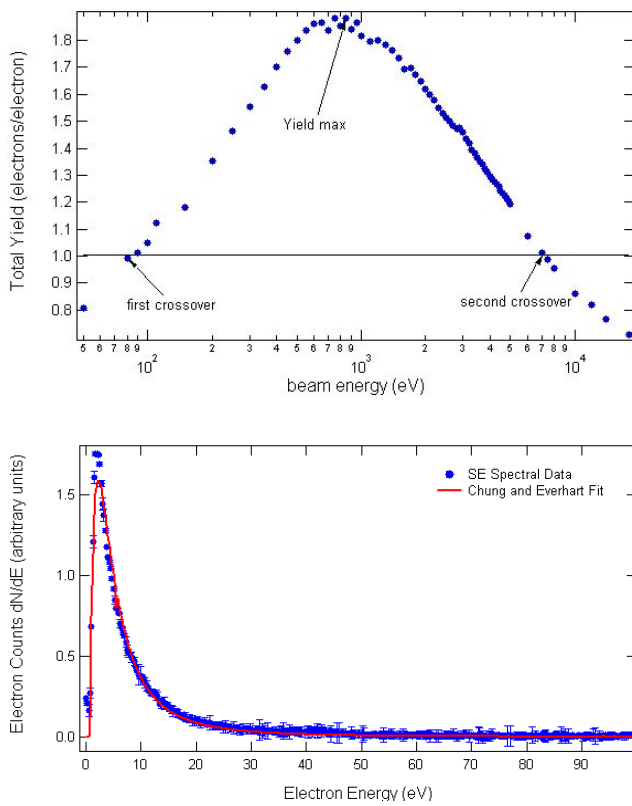 Total Yield (electrons/electron)
1.8
1.7
1.6
1.5
1.4
1.3
1.2
1.1
1.0
0.9
0.8
Yield max
first crossover
second crossover
5 6 7 8 9 2 3 4 5 6 7 8 9 2 3 4 5 6 7 8 9
10² 10³ 10⁴
beam energy (eV)
Electron Counts dN/dE (arbitrary units)
1.5
1.0
0.5
0.0
SE Spectral Data
Chung and Everhart Fit
0 10 20 30 40 50 60 70 80 90
Electron Energy (eV)